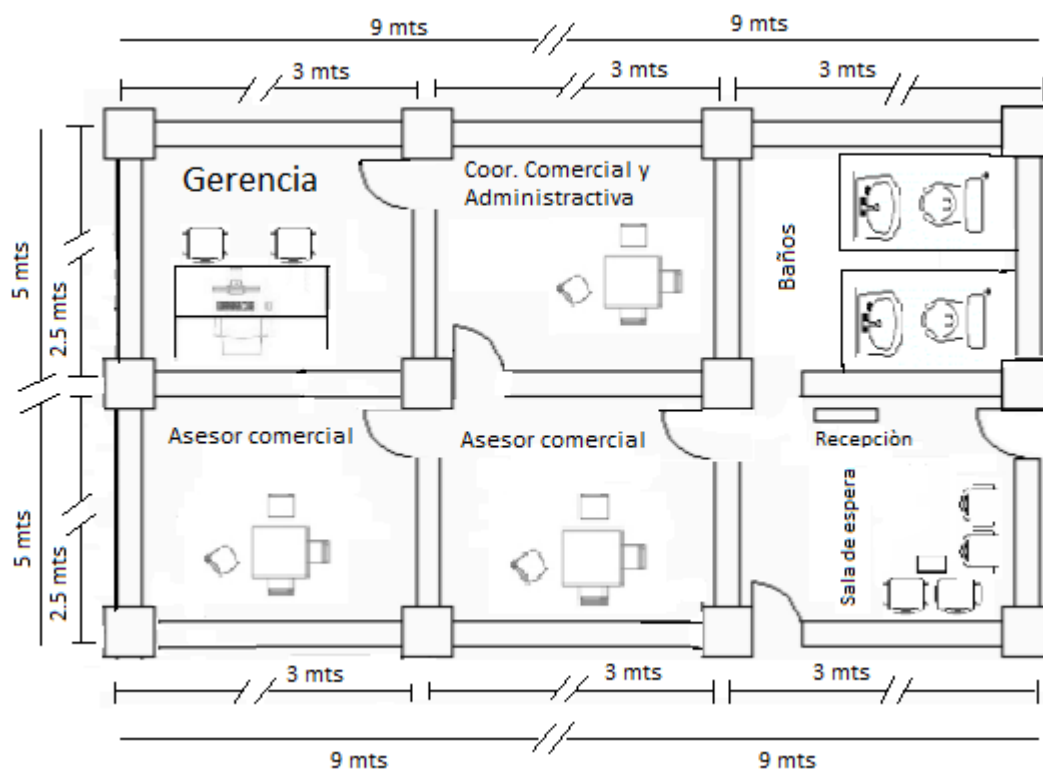 9 mts
9 mts
3 mts
3 mts
3 mts
Gerencia
Coor. Comercial y
Administractiva
Baños
5 mts
2.5 mts
Asesor comercial
Asesor comercial
Recepciòn
Sala de espera
5 mts
2.5 mts
3 mts
3 mts
3 mts
9 mts
9 mts